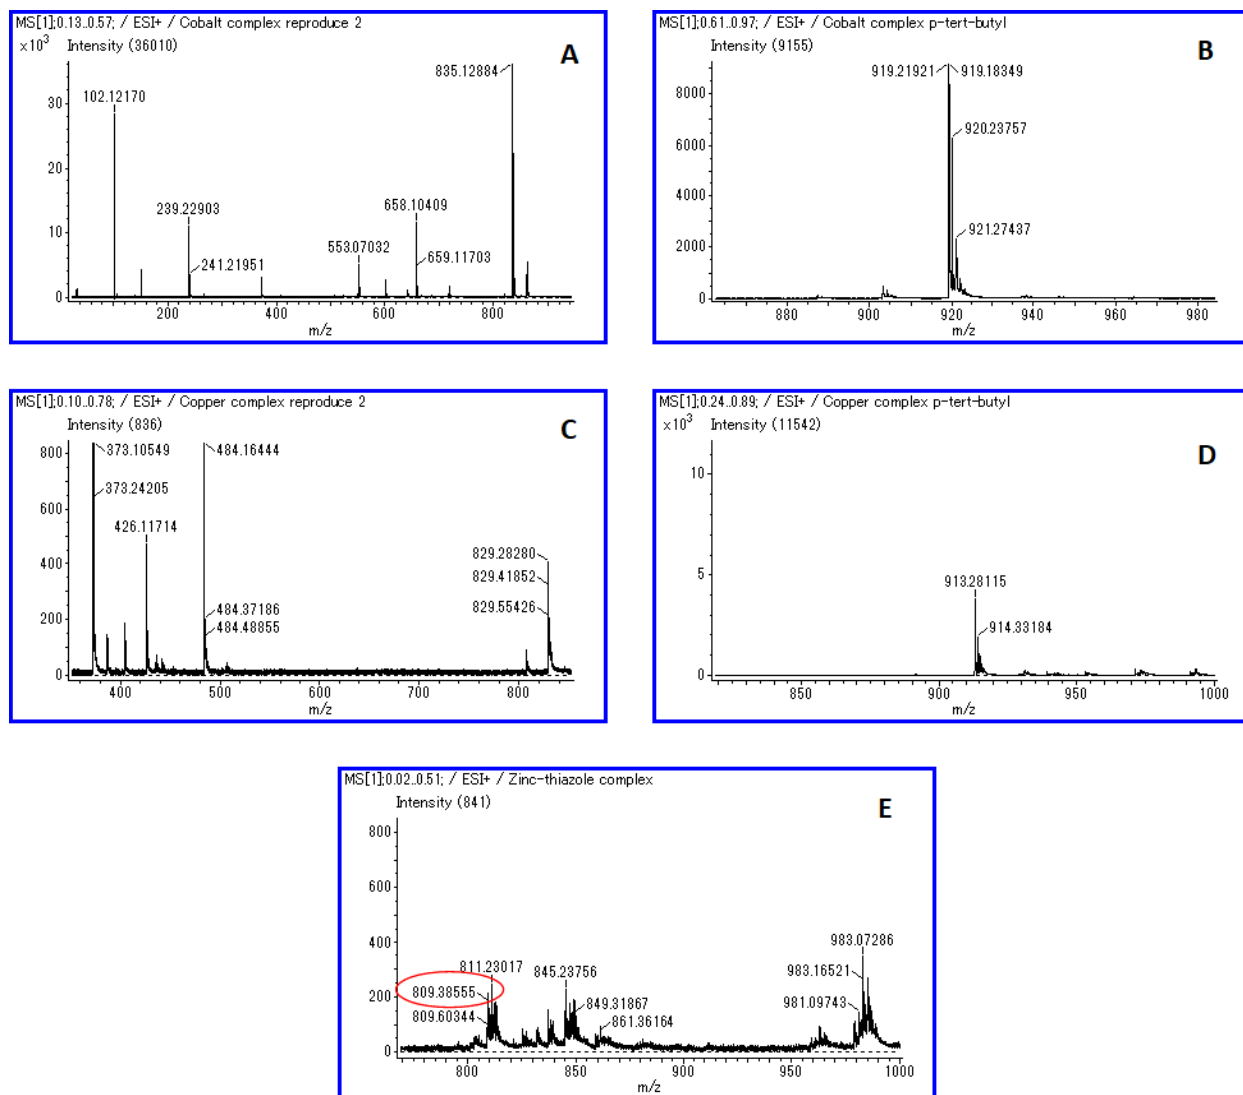 MS[1];0.13..0.57; / ESI+ / Cobalt complex reproduce 2
x10³ Intensity (36010)
A
835.12884
102.12170
30
20
239.22903
658.10409
10
553.07032
659.11703
241.21951
0
200 400 600 800
m/z
MS[1];0.61..0.97; / ESI+ / Cobalt complex p-tert-butyl
Intensity (9155)
B
919.21921 919.18349
8000
920.23757
6000
4000
921.27437
2000
0
880 900 920 940 960 980
m/z
MS[1];0.10..0.78; / ESI+ / Copper complex reproduce 2
Intensity (836)
C
800
373.10549 484.16444
373.24205
600
426.11714
829.28280
400
829.41852
829.55426
200
484.37186
484.48855
0
400 500 600 700 800
m/z
MS[1];0.24..0.89; / ESI+ / Copper complex p-tert-butyl
x10³ Intensity (11542)
D
10
5
913.28115
914.33184
0
850 900 950 1000
m/z
MS[1];0.02..0.51; / ESI+ / Zinc-thiazole complex
Intensity (841)
E
800
600
400
983.07286
811.23017 845.23756
983.16521
809.38555
200
849.31867
981.09743
809.60344
861.36164
0
800 850 900 950 1000
m/z